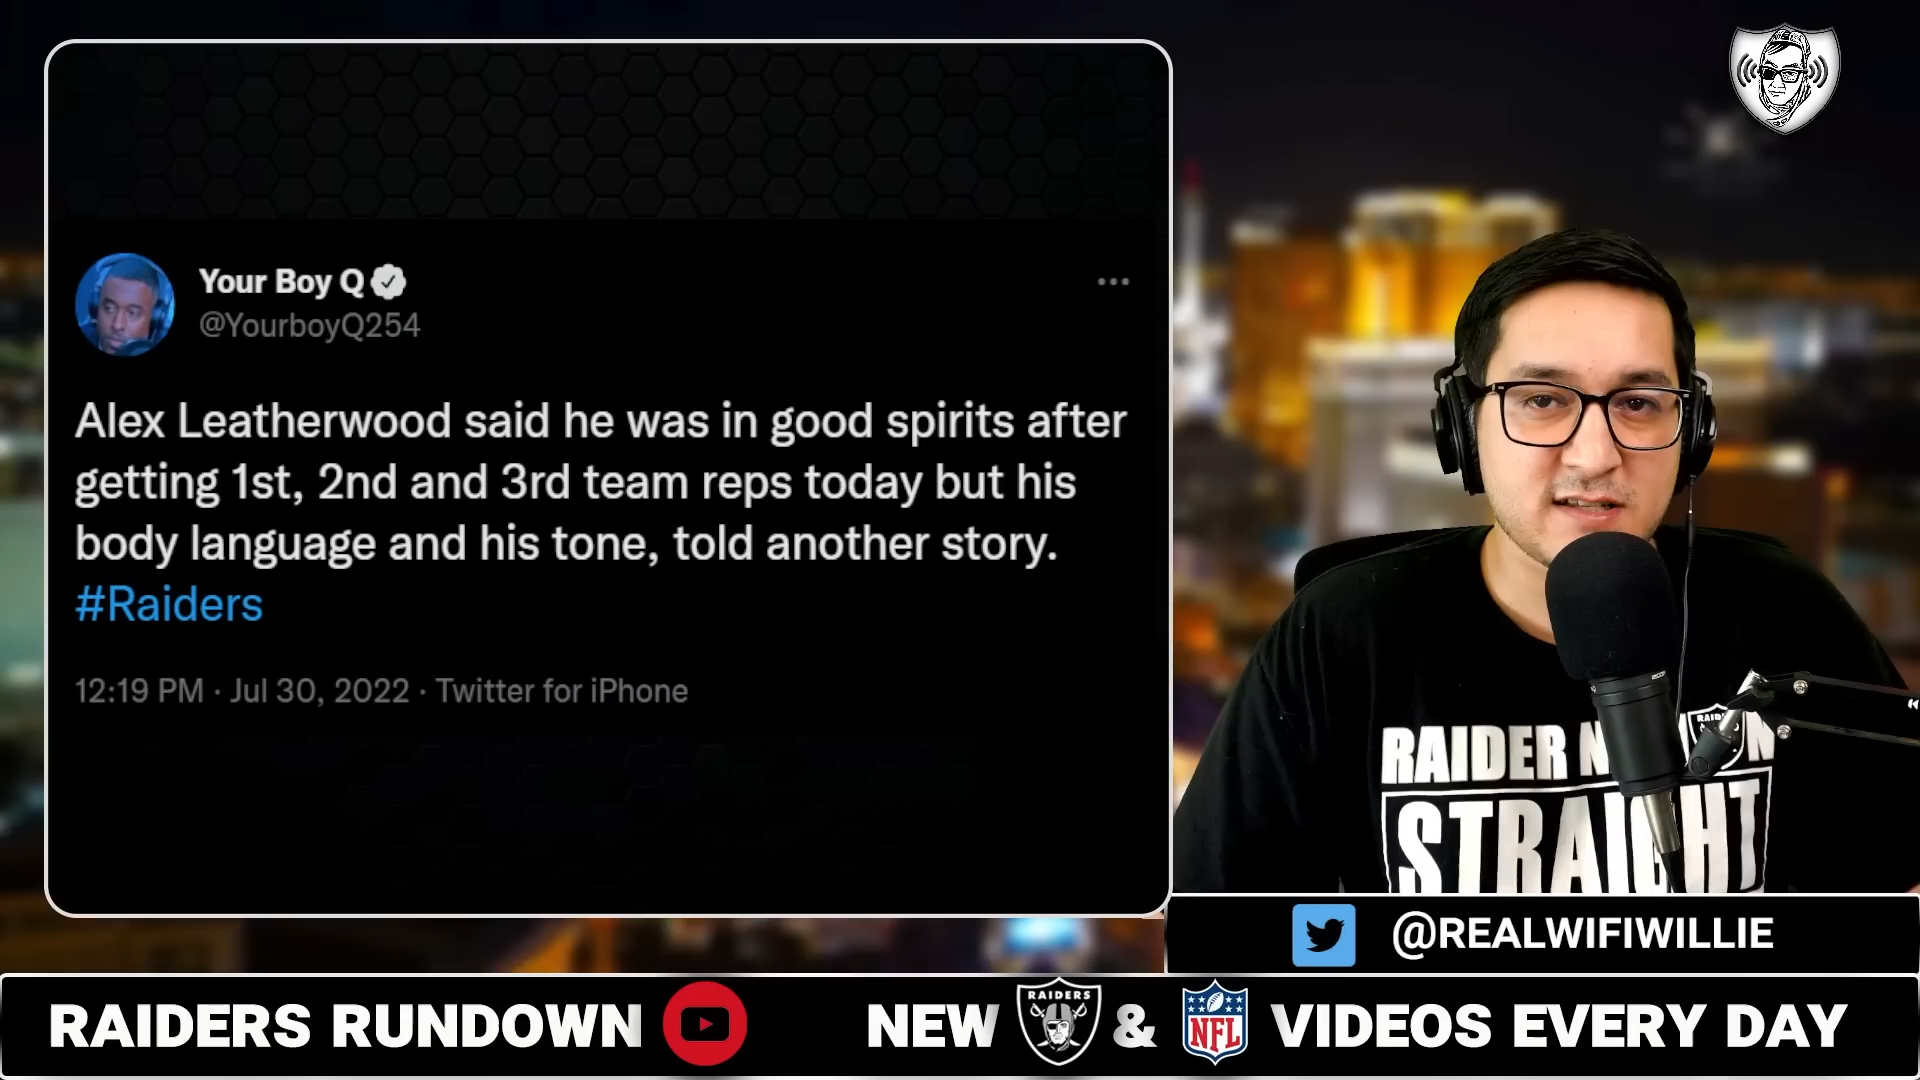 Your Boy Q
@YourboyQ254
Alex Leatherwood said he was in good spirits after
getting 1st, 2nd and 3rd team reps today but his
body language and his tone, told another story.
#Raiders
12:19 PM · Jul 30, 2022 · Twitter for iPhone
RAIDER N
N
STRAIGHT
@REALWIFIWILLIE
RAIDERS RUNDOWN
NEW
RAIDERS
&
NFL
VIDEOS EVERY DAY